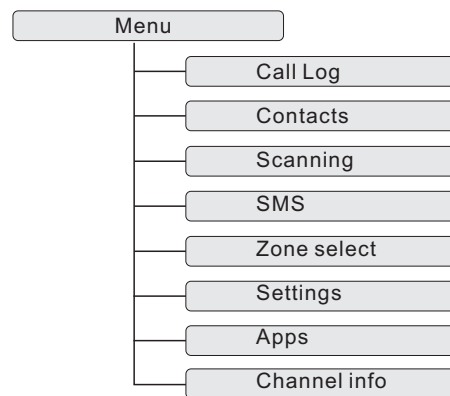 Menu
Call Log
Contacts
Scanning
SMS
Zone select
Settings
Apps
Channel info